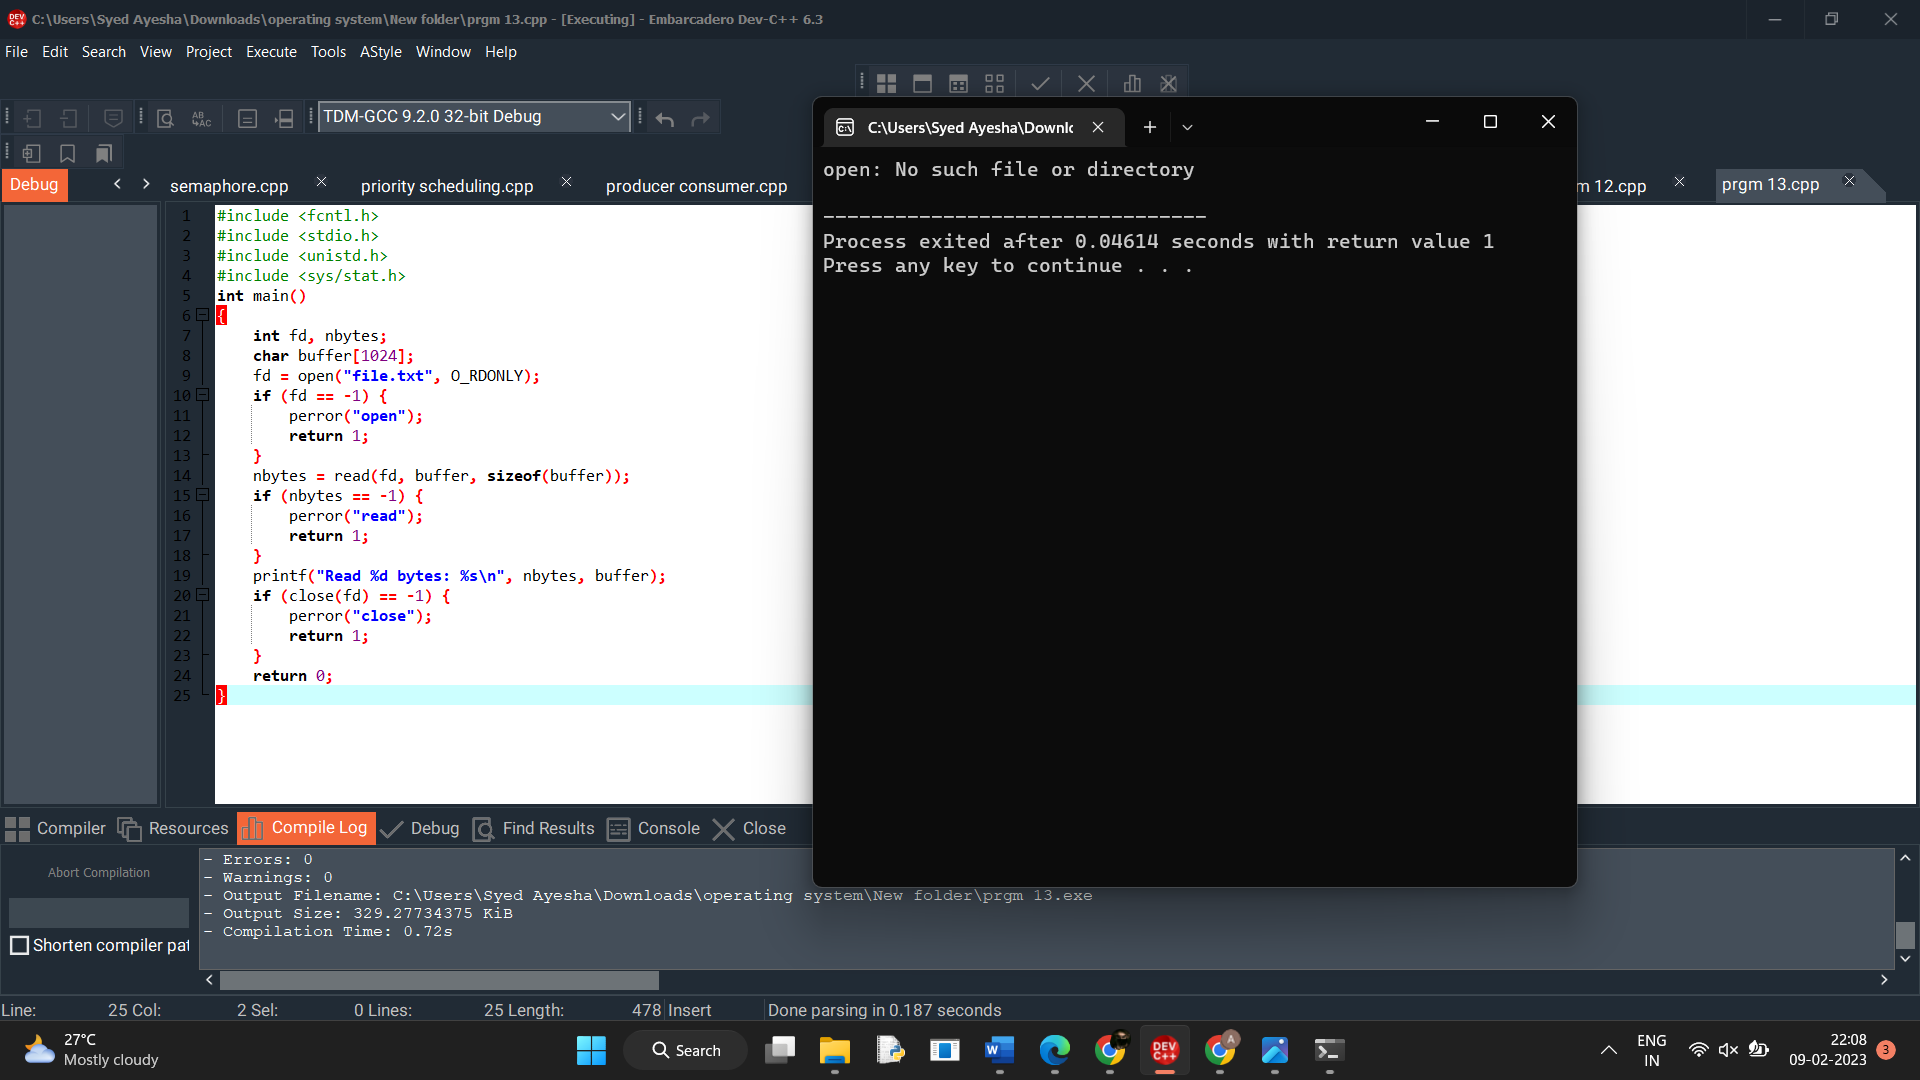 C:\Users\Syed Ayesha\Downloads\operating system\New folder\prgm 13.cpp - [Executing] - Embarcadero Dev-C++ 6.3
File Edit Search View Project Execute Tools AStyle Window Help
TDM-GCC 9.2.0 32-bit Debug
Debug
semaphore.cpp
priority scheduling.cpp
producer consumer.cpp
m 12.cpp
prgm 13.cpp
1 #include <fcntl.h>
2 #include <stdio.h>
3 #include <unistd.h>
4 #include <sys/stat.h>
5 int main()
6 {
7 int fd, nbytes;
8 char buffer[1024];
9 fd = open("file.txt", O_RDONLY);
10 if (fd == -1) {
11 perror("open");
12 return 1;
13 }
14 nbytes = read(fd, buffer, sizeof(buffer));
15 if (nbytes == -1) {
16 perror("read");
17 return 1;
18 }
19 printf("Read %d bytes: %s\n", nbytes, buffer);
20 if (close(fd) == -1) {
21 perror("close");
22 return 1;
23 }
24 return 0;
25 }
C:\Users\Syed Ayesha\Downl
open: No such file or directory
--------------------------------
Process exited after 0.04614 seconds with return value 1
Press any key to continue . . .
Compiler Resources Compile Log Debug Find Results Console Close
Abort Compilation
Shorten compiler pat
- Errors: 0
- Warnings: 0
- Output Filename: C:\Users\Syed Ayesha\Downloads\operating system\New folder\prgm 13.exe
- Output Size: 329.27734375 KiB
- Compilation Time: 0.72s
Line: 25 Col: 2 Sel: 0 Lines: 25 Length: 478 Insert Done parsing in 0.187 seconds
27°C
Mostly cloudy
Search
DEV C++
A
ENG
IN
22:08
09-02-2023
3